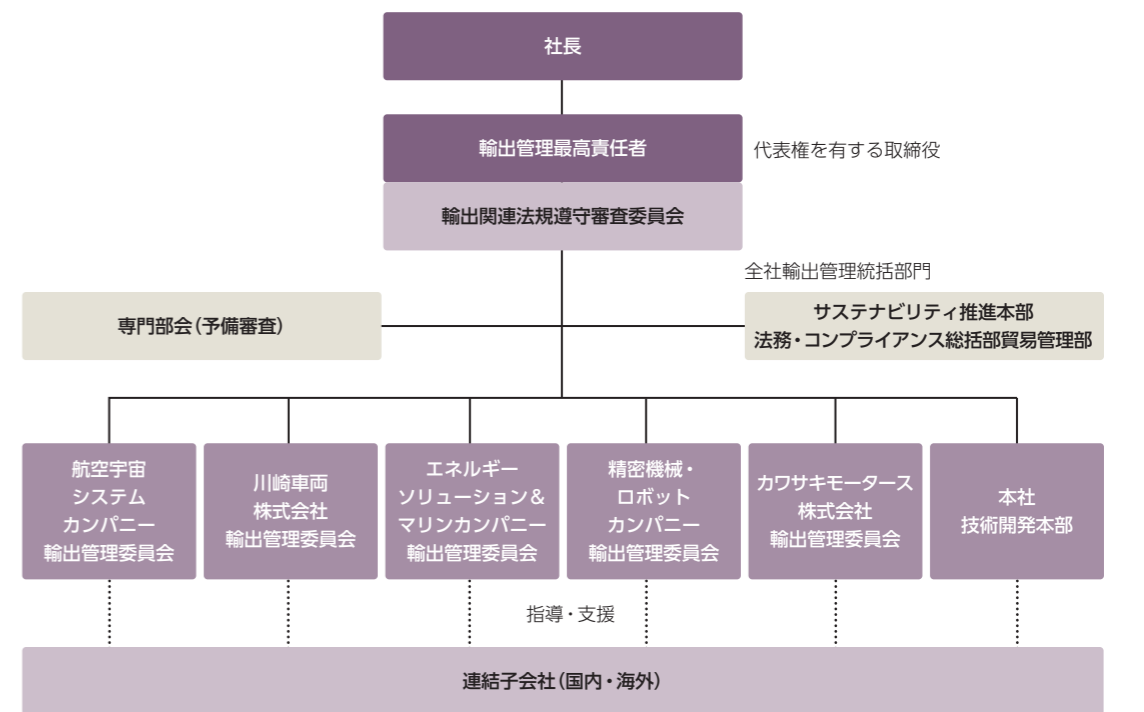 社長
輸出管理最高責任者
代表権を有する取締役
輸出関連法規遵守審査委員会
全社輸出管理統括部門
専門部会（予備審査）
サステナビリティ推進本部
法務・コンプライアンス総括部貿易管理部
航空宇宙
システム
カンパニー
輸出管理委員会
川崎車両
株式会社
輸出管理委員会
エネルギー
ソリューション＆
マリンカンパニー
輸出管理委員会
精密機械・
ロボット
カンパニー
輸出管理委員会
カワサキモータース
株式会社
輸出管理委員会
本社
技術開発本部
指導・支援
連結子会社（国内・海外）